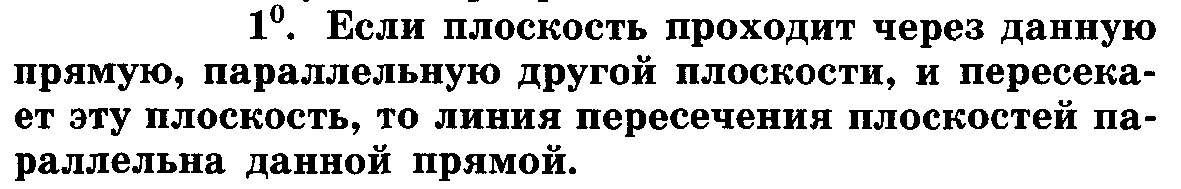 1⁰. Если плоскость проходит через данную
прямую, параллельную другой плоскости, и пересека-
ет эту плоскость, то линия пересечения плоскостей па-
раллельна данной прямой.